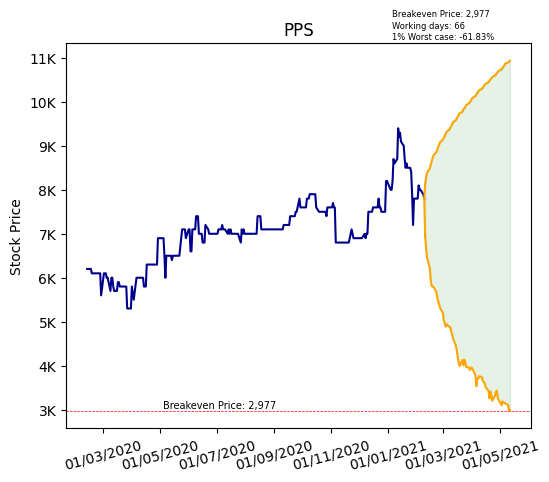 Breakeven Price: 2,977
Working days: 66
1% Worst case: -61.83%
PPS
11K
10K
9K
8K
7K
6K
5K
4K
3K
Stock Price
Breakeven Price: 2,977
01/03/2020
01/05/2020
01/07/2020
01/09/2020
01/11/2020
01/01/2021
01/03/2021
01/05/2021